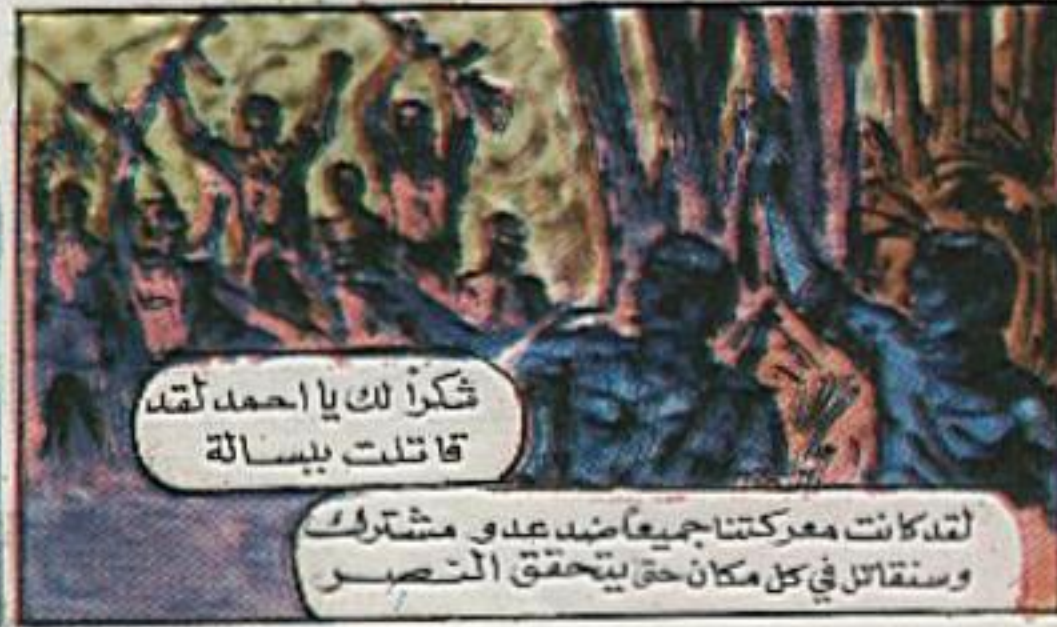 شكراً لك يا احمد لقد
قاتلت ببسالة
لقد كانت معركتنا جميعاً ضد عدو مشترك
وسنقاتل في كل مكان حتى يتحقق النصر